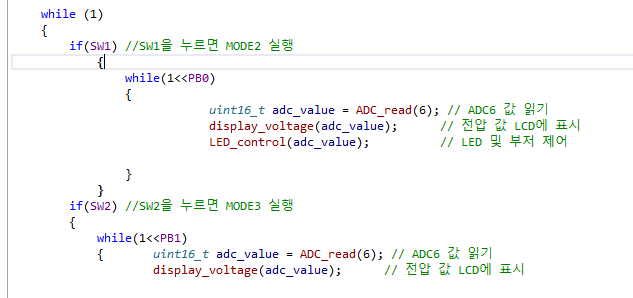 while (1)
{
if(SW1) //SW1을 누르면 MODE2 실행
{
while(1<<PB0)
{
uint16_t adc_value = ADC_read(6); // ADC6 값 읽기
display_voltage(adc_value); // 전압 값 LCD에 표시
LED_control(adc_value); // LED 및 부저 제어
}
}
if(SW2) //SW2을 누르면 MODE3 실행
{
while(1<<PB1)
{ uint16_t adc_value = ADC_read(6); // ADC6 값 읽기
display_voltage(adc_value); // 전압 값 LCD에 표시